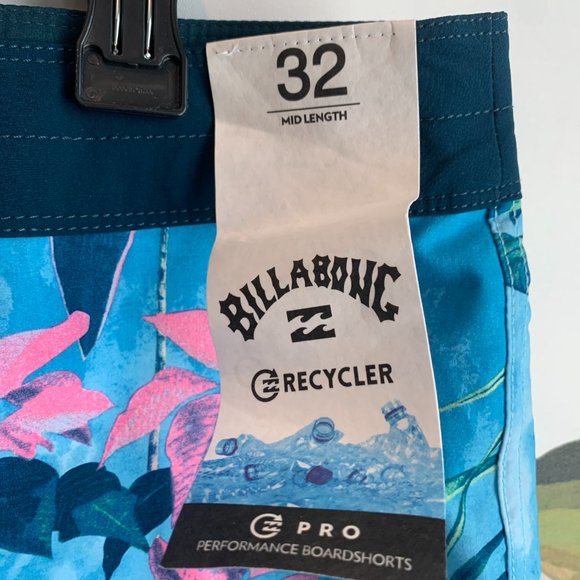 32
MID LENGTH
BILLABONG
RECYCLER
PRO
PERFORMANCE BOARDSHORTS